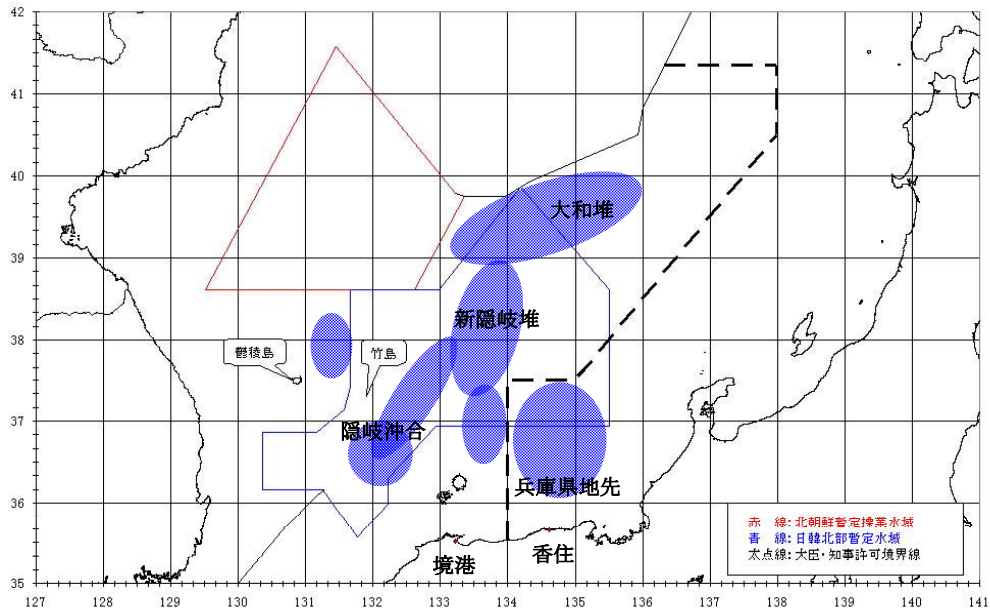 42
41
40
39
38
37
36
35
大和堆
新隠岐堆
鬱稜島
竹島
隠岐沖合
兵庫県地先
境港
香住
赤 線:北朝鮮暫定操業水域
青 線:日韓北部暫定水域
太点線:大臣・知事許可境界線
127 128 129 130 131 132 133 134 135 136 137 138 139 140 141